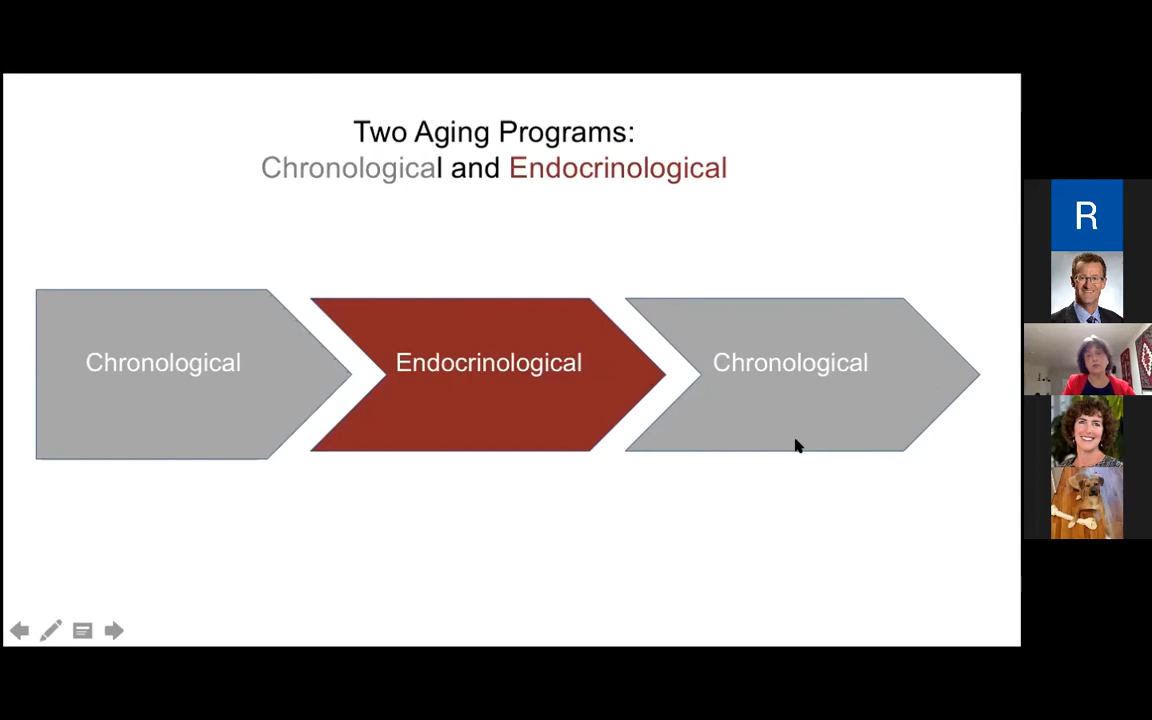 Two Aging Programs:
Chronological and Endocrinological
Chronological
Endocrinological
Chronological
R